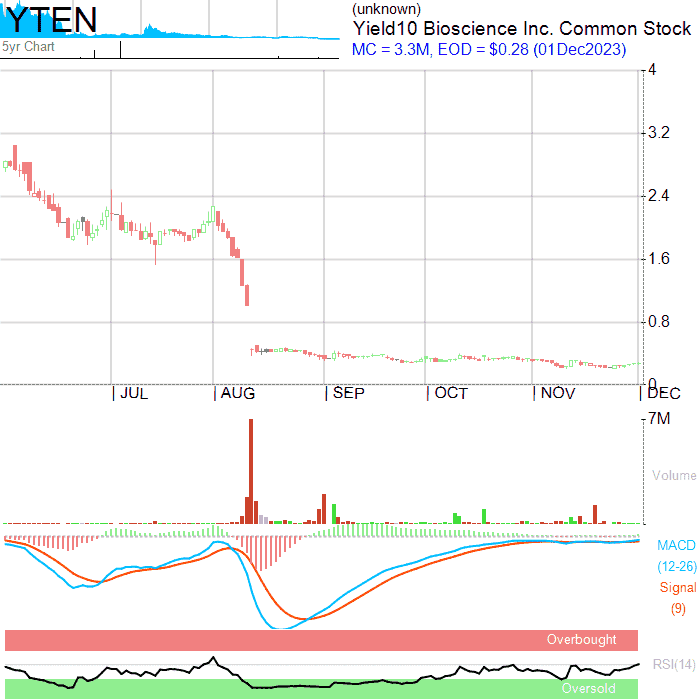 YTEN
5yr Chart
(unknown)
Yield10 Bioscience Inc. Common Stock
MC = 3.3M, EOD = $0.28 (01Dec2023)
4
3.2
2.4
1.6
0.8
0
JUL
AUG
SEP
OCT
NOV
DEC
7M
Volume
MACD
(12-26)
Signal
(9)
Overbought
RSI(14)
Oversold